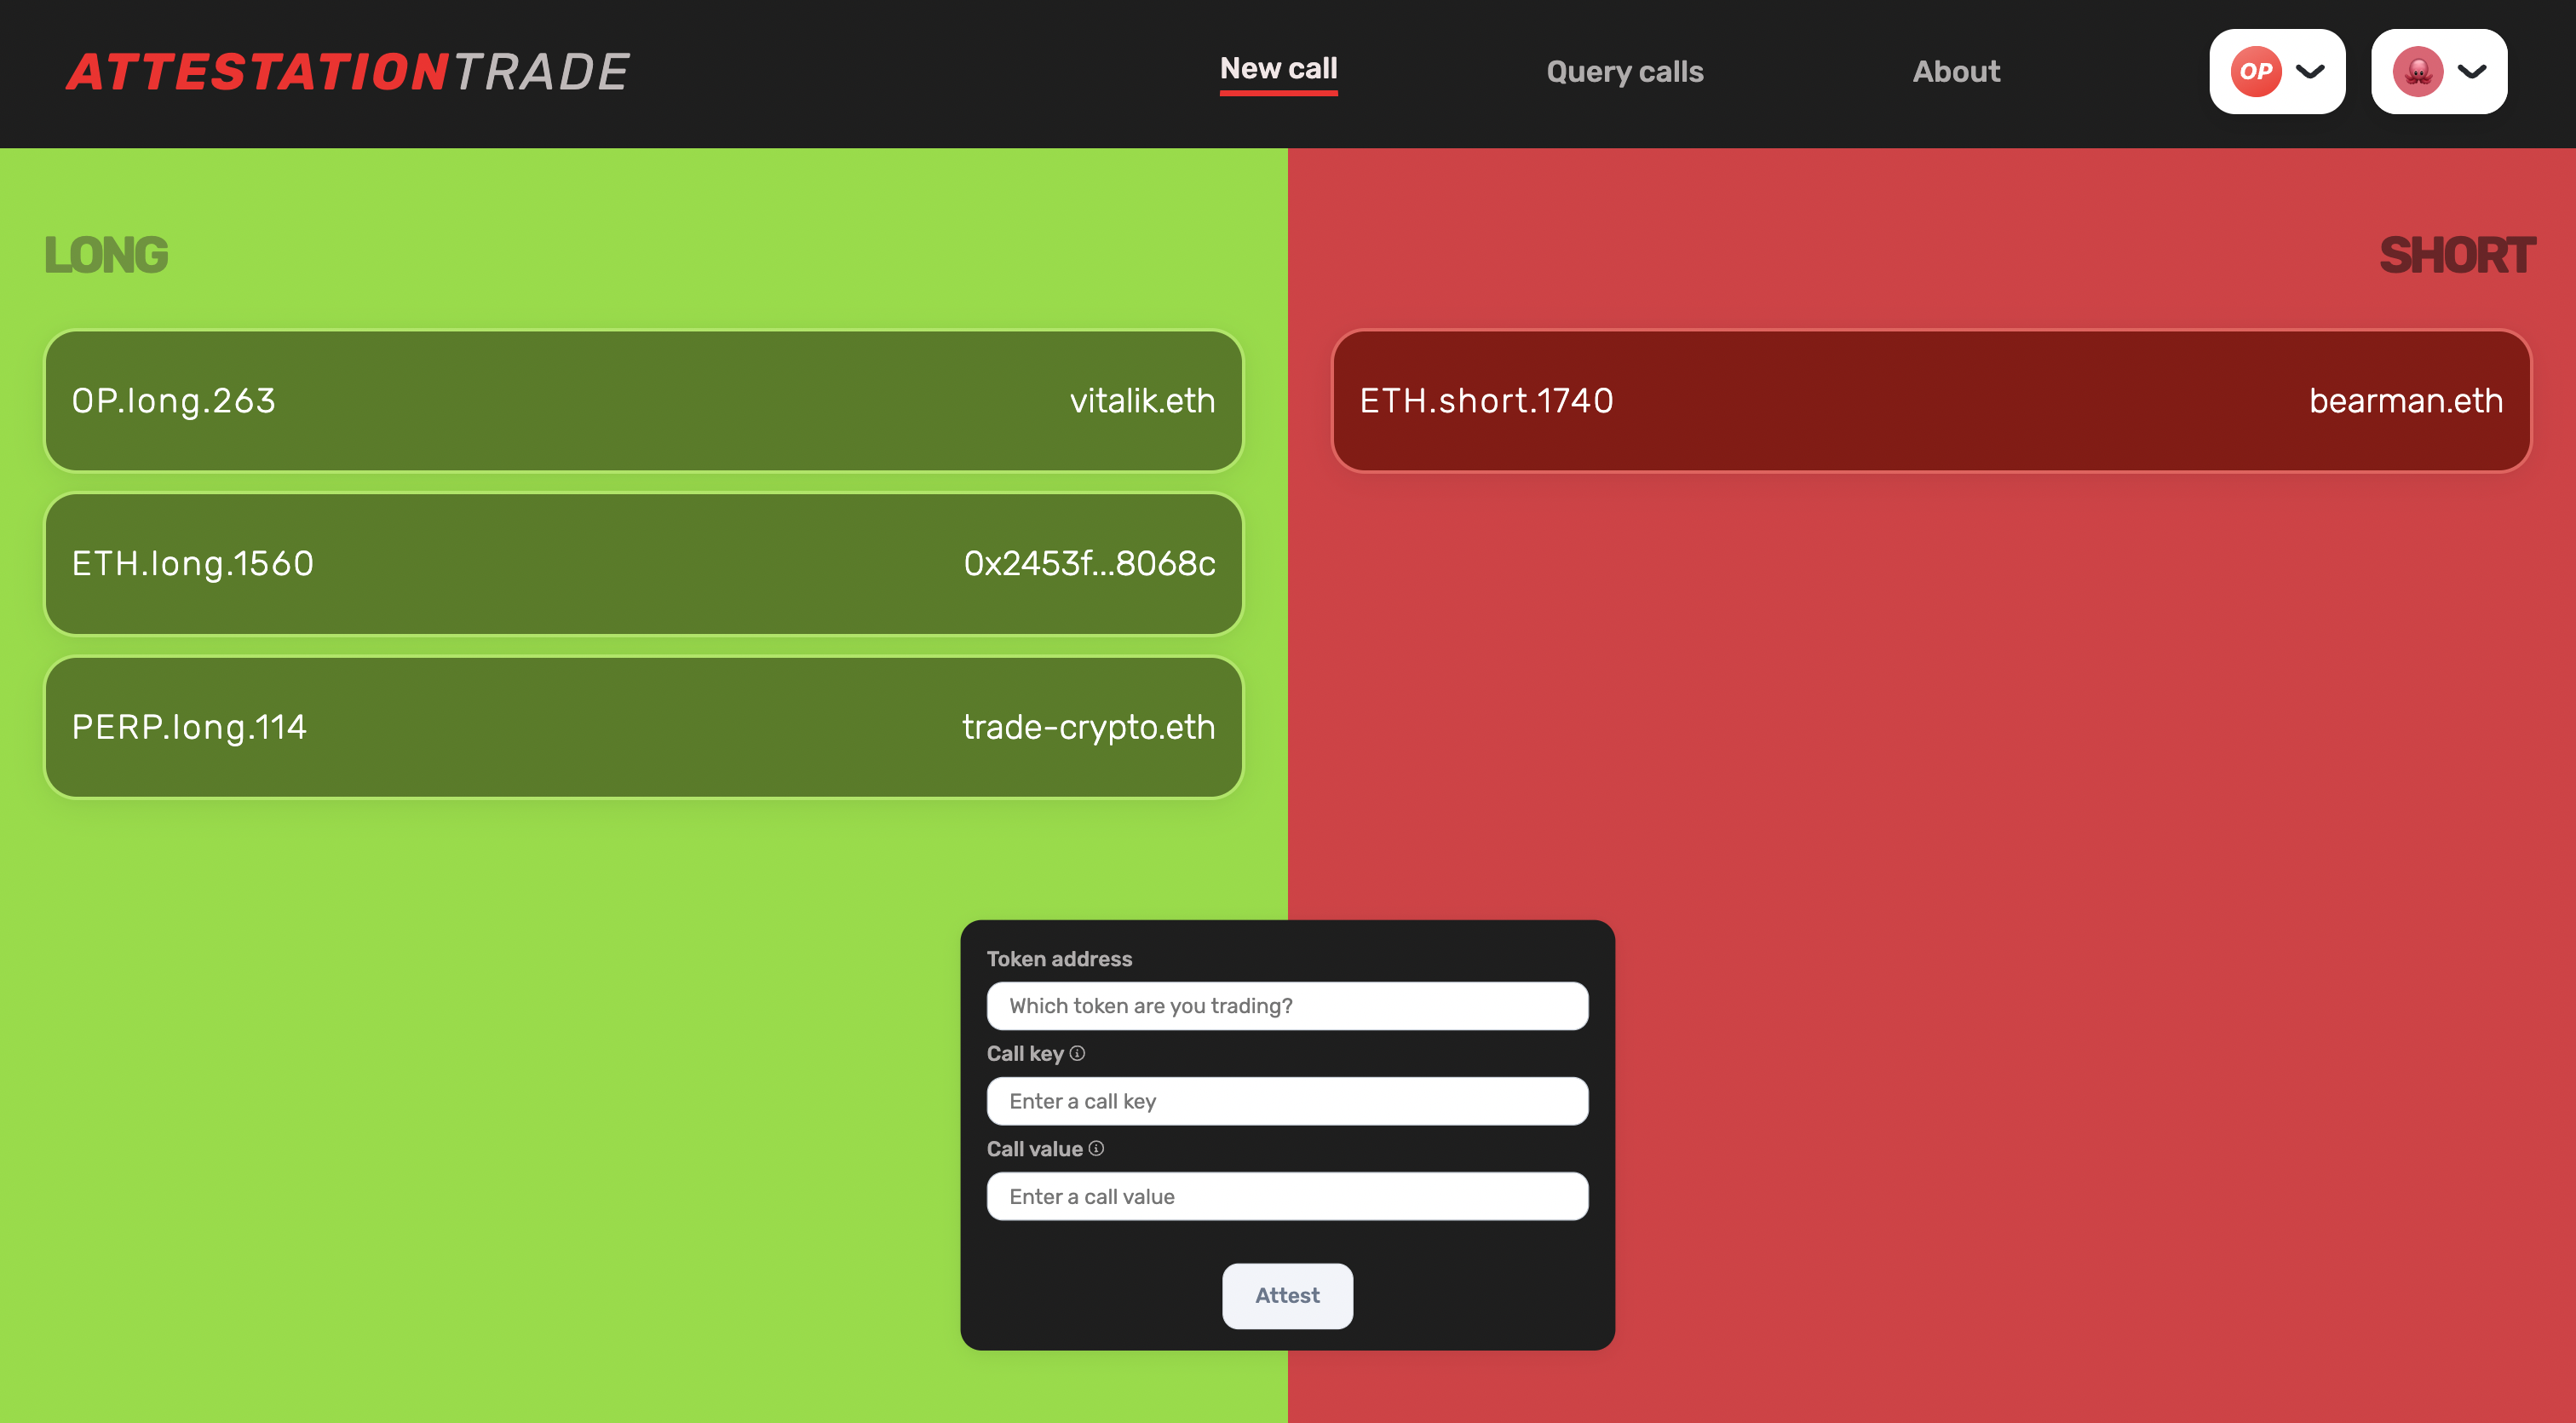 ATTESTATIONTRADE
New call
Query calls
About
OP
LONG
SHORT
OP.long.263 vitalik.eth
ETH.short.1740 bearman.eth
ETH.long.1560 0x2453f...8068c
PERP.long.114 trade-crypto.eth
Token address
Which token are you trading?
Call key
Enter a call key
Call value
Enter a call value
Attest